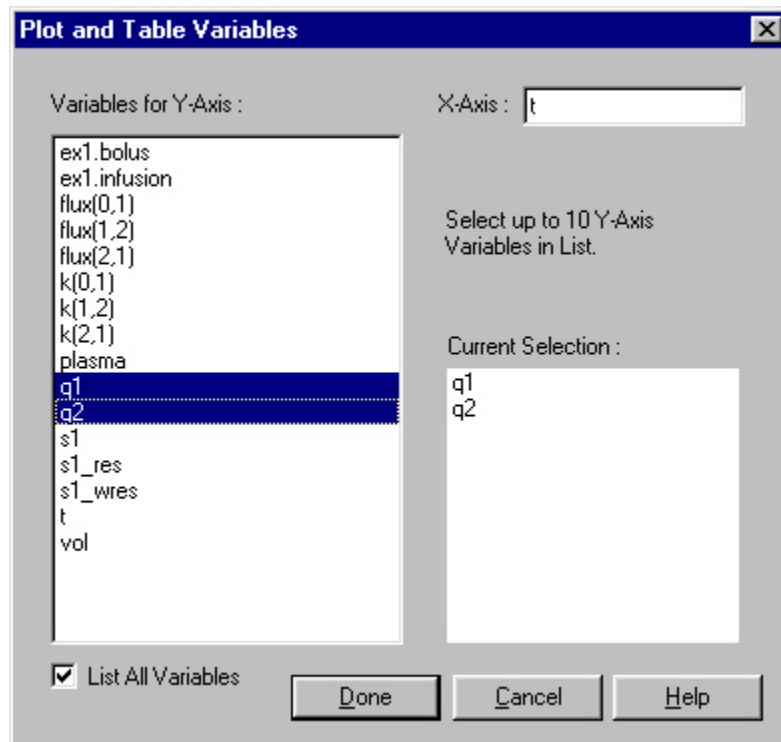 Plot and Table Variables
Variables for Y-Axis :
ex1.bolus
ex1.infusion
flux(0,1)
flux(1,2)
flux(2,1)
k(0,1)
k(1,2)
k(2,1)
plasma
q1
q2
s1
s1_res
s1_wres
t
vol
List All Variables
X-Axis :
t
Select up to 10 Y-Axis
Variables in List.
Current Selection :
q1
q2
Done
Cancel
Help